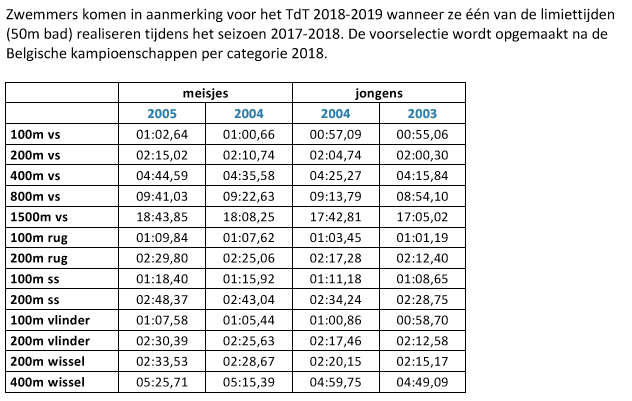 Zwemmers komen in aanmerking voor het TdT 2018-2019 wanneer ze één van de limiettijden
(50m bad) realiseren tijdens het seizoen 2017-2018. De voorselectie wordt opgemaakt na de
Belgische kampioenschappen per categorie 2018.
meisjes jongens
2005 2004 2004 2003
100m vs 01:02,64 01:00,66 00:57,09 00:55,06
200m vs 02:15,02 02:10,74 02:04,74 02:00,30
400m vs 04:44,59 04:35,58 04:25,27 04:15,84
800m vs 09:41,03 09:22,63 09:13,79 08:54,10
1500m vs 18:43,85 18:08,25 17:42,81 17:05,02
100m rug 01:09,84 01:07,62 01:03,45 01:01,19
200m rug 02:29,80 02:25,06 02:17,28 02:12,40
100m ss 01:18,40 01:15,92 01:11,18 01:08,65
200m ss 02:48,37 02:43,04 02:34,24 02:28,75
100m vlinder 01:07,58 01:05,44 01:00,86 00:58,70
200m vlinder 02:30,39 02:25,63 02:17,46 02:12,58
200m wissel 02:33,53 02:28,67 02:20,15 02:15,17
400m wissel 05:25,71 05:15,39 04:59,75 04:49,09